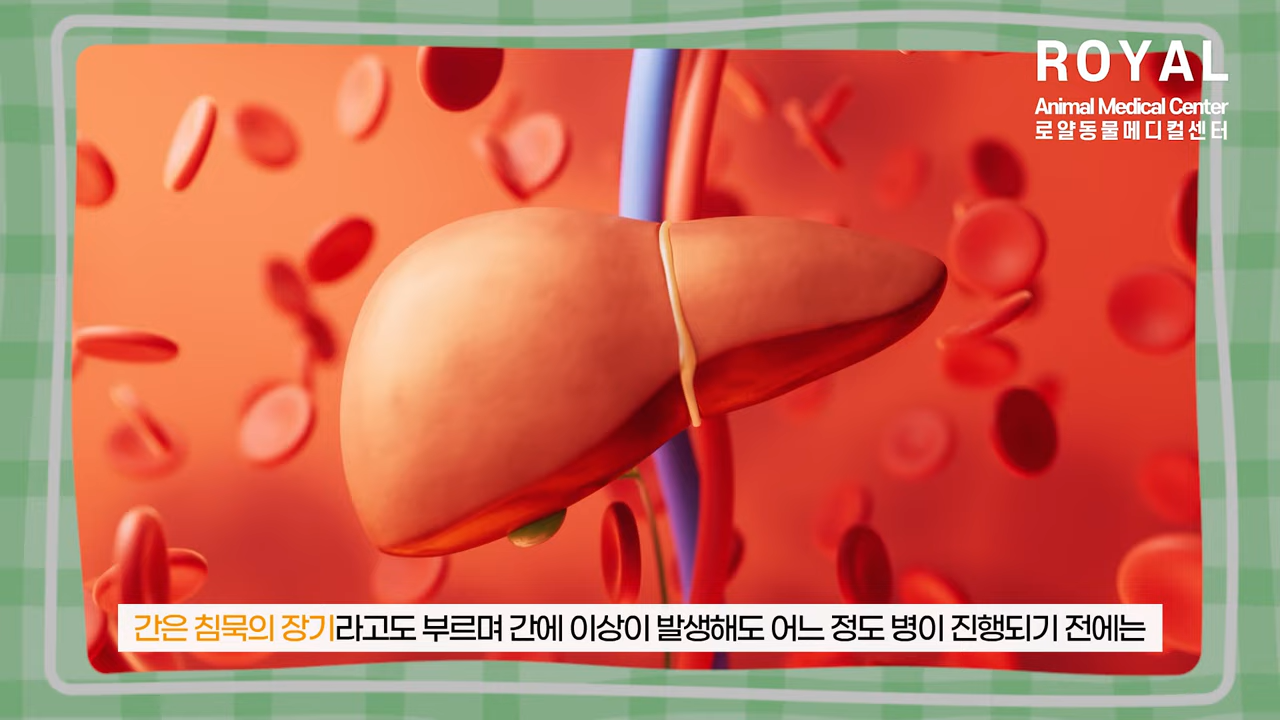 ROYAL
Animal Medical Center
로얄동물메디컬센터
간은 침묵의 장기라고도 부르며 간에 이상이 발생해도 어느 정도 병이 진행되기 전에는